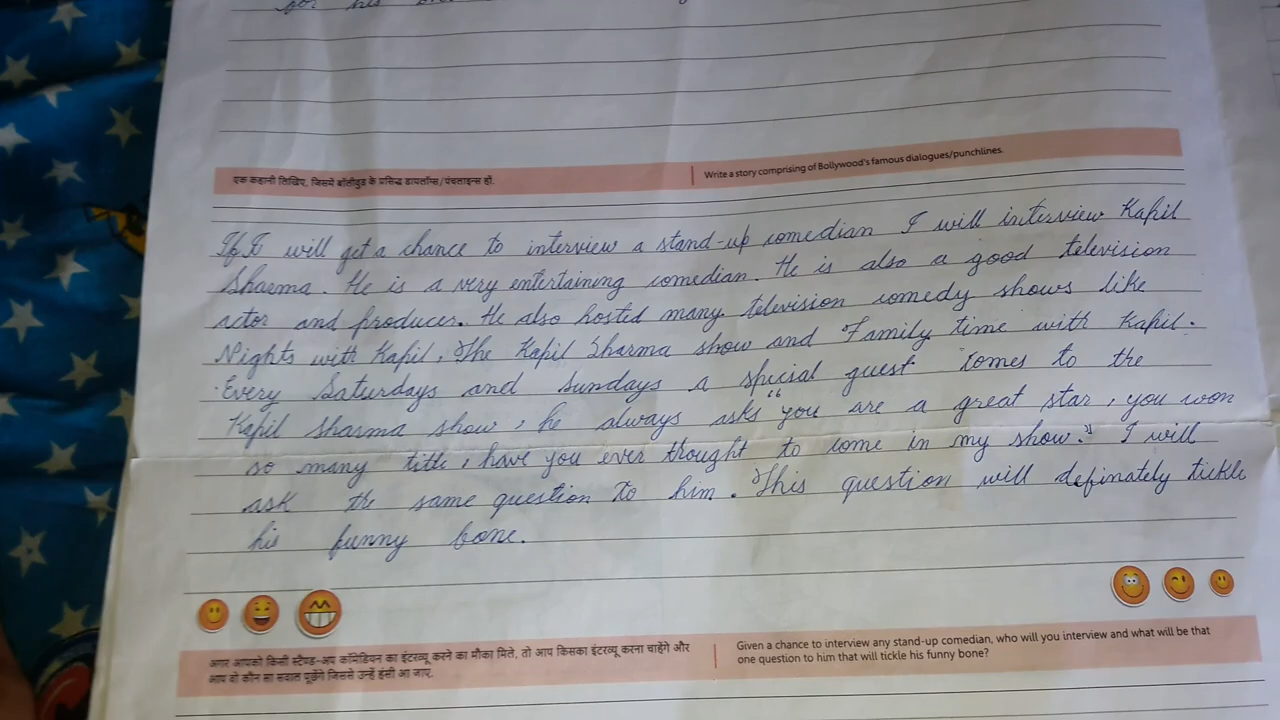 for his
एक कहानी लिखिए, जिसमें बॉलीवुड के प्रसिद्ध डायलॉग्स/पंचलाइन्स हों.
Write a story comprising of Bollywood's famous dialogues/punchlines.
If I will get a chance to interview a stand-up comedian I will interview Kapil
Sharma. He is a very entertaining comedian. He is also a good television
actor and producer. He also hosted many television comedy shows like
Nights with Kapil, The Kapil Sharma show and Family time with Kapil.
Every Saturdays and Sundays a special guest comes to the
Kapil Sharma show, he always asks "you are a great star, you won
so many title, have you ever thought to come in my show." I will
ask the same question to him. This question will definately tickle
his funny bone.
अगर आपको किसी स्टैण्ड-अप कॉमिडियन का इंटरव्यू करने का मौका मिले, तो आप किसका इंटरव्यू करना चाहेंगे और
आप वो कौन सा सवाल पूछेंगे जिससे उन्हें हंसी आ जाए.
Given a chance to interview any stand-up comedian, who will you interview and what will be that
one question to him that will tickle his funny bone?